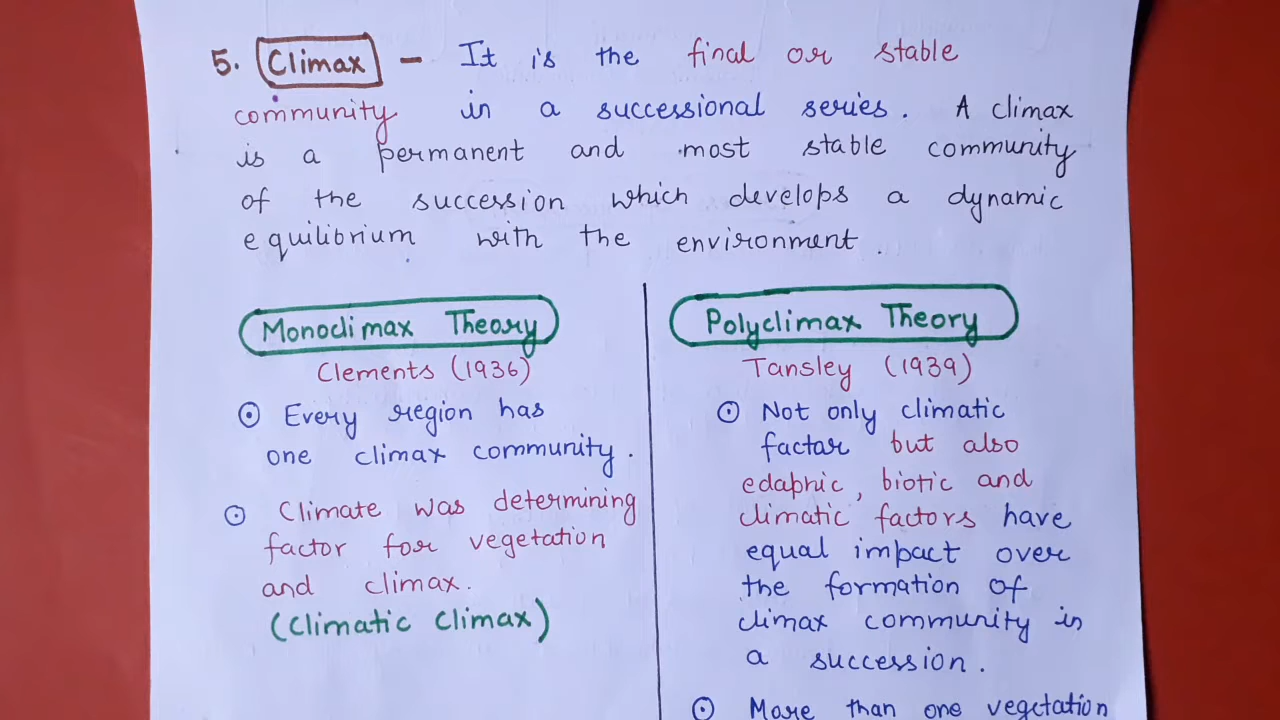 5. Climax - It is the final or stable
community in a successional series. A climax
is a permanent and most stable community
of the succession which develops a dynamic
equilibrium with the environment.
Monoclimax Theory
Clements (1936)
⊙ Every region has
one climax community.
⊙ Climate was determining
factor for vegetation
and climax.
(Climatic Climax)
Polyclimax Theory
Tansley (1939)
⊙ Not only climatic
factor but also
edaphic, biotic and
climatic factors have
equal impact over
the formation of
climax community in
a succession.
⊙ More than one vegetation